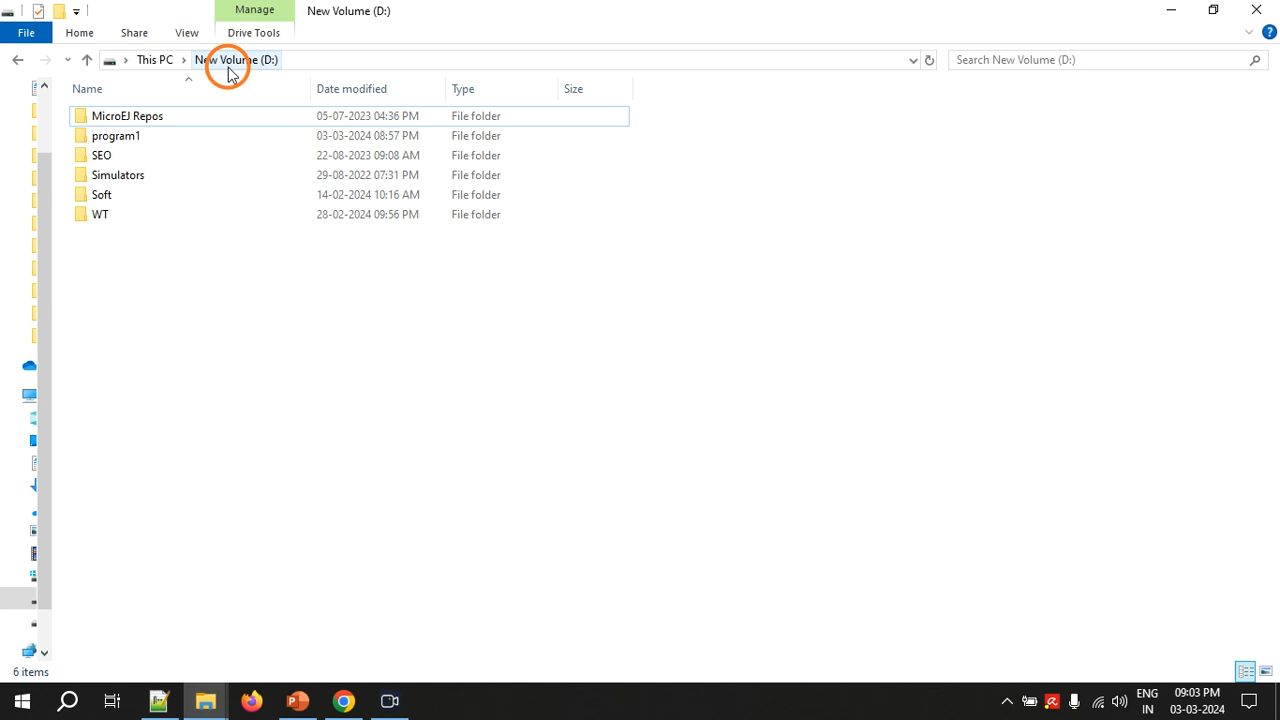 Manage
New Volume (D:)
File
Home
Share
View
Drive Tools
This PC
New Volume (D:)
Search New Volume (D:)
Name
Date modified
Type
Size
MicroEJ Repos 05-07-2023 04:36 PM File folder
program1 03-03-2024 08:57 PM File folder
SEO 22-08-2023 09:08 AM File folder
Simulators 29-08-2022 07:31 PM File folder
Soft 14-02-2024 10:16 AM File folder
WT 28-02-2024 09:56 PM File folder
6 items
ENG 09:03 PM
IN 03-03-2024